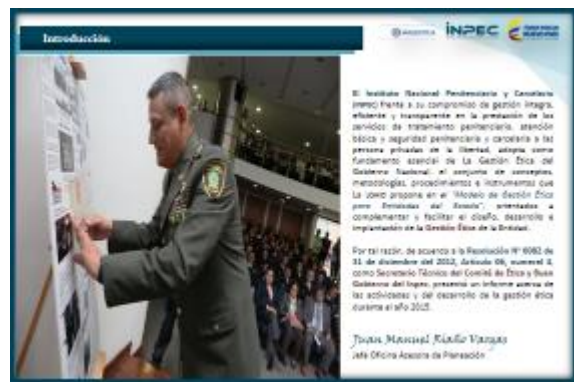 Introducción
INPEC
El Instituto Nacional Penitenciario y Carcelario
(INPEC) frente a su compromiso de gestión íntegra,
eficiente y transparente en la prestación de los
servicios de tratamiento penitenciario, atención
básica y seguridad penitenciaria y carcelaria a las
persona privadas de la libertad, adopta como
fundamento esencial de La Gestión Ética del
Gobierno Nacional, el conjunto de conceptos,
metodologías, procedimientos e instrumentos que
La propone en el "Modelo de Gestión Ética
para Entidades del Estado", orientados a
complementar y facilitar el diseño, desarrollo e
implantación de la Gestión Ética de la Entidad.
Por tal razón, de acuerdo a la Resolución N° 6082 de
31 de diciembre del 2012, Artículo 06, numeral
como Secretario Técnico del Comité de Ética y Buen
Gobierno del Inpec, presentó un informe acerca de
las actividades y del desarrollo de la gestión ética
durante el año 2015.
Juan Manuel Riaño Vargas
Jefe Oficina Asesora de Planeación